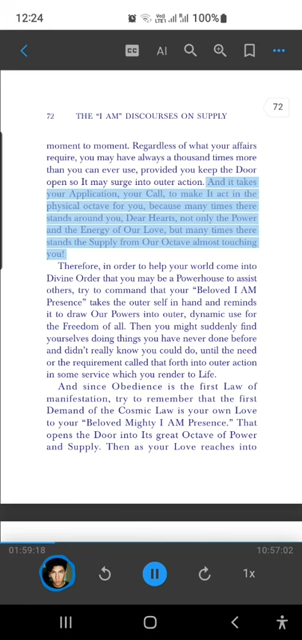 12:24
Vo)
LTE1
100%
CC
AI
72
72 THE "I AM" DISCOURSES ON SUPPLY
moment to moment. Regardless of what your affairs
require, you may have always a thousand times more
than you can ever use, provided you keep the Door
open so It may surge into outer action. And it takes
your Application, your Call, to make It act in the
physical octave for you, because many times there
stands around you, Dear Hearts, not only the Power
and the Energy of Our Love, but many times there
stands the Supply from Our Octave almost touching
you!
Therefore, in order to help your world come into
Divine Order that you may be a Powerhouse to assist
others, try to command that your "Beloved I AM
Presence" takes the outer self in hand and reminds
it to draw Our Powers into outer, dynamic use for
the Freedom of all. Then you might suddenly find
yourselves doing things you have never done before
and didn't really know you could do, until the need
or the requirement called that forth into outer action
in some service which you render to Life.
And since Obedience is the first Law of
manifestation, try to remember that the first
Demand of the Cosmic Law is your own Love
to your "Beloved Mighty I AM Presence." That
opens the Door into Its great Octave of Power
and Supply. Then as your Love reaches into
01:59:18
10:57:02
1x